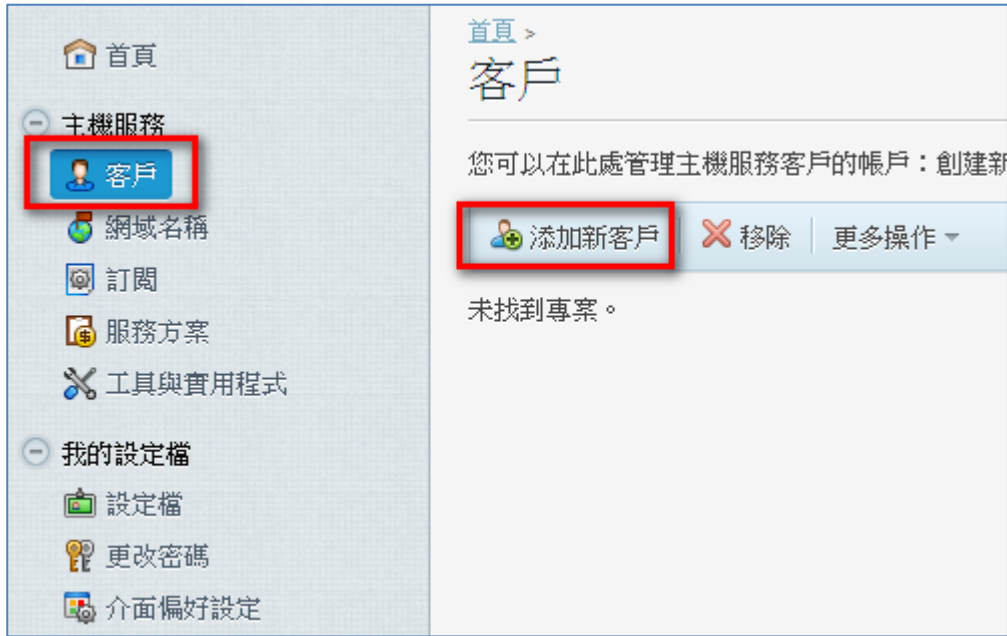 首頁
主機服務
客戶
網域名稱
訂閱
服務方案
工具與實用程式
我的設定檔
設定檔
更改密碼
介面偏好設定
首頁 >
客戶
您可以在此處管理主機服務客戶的帳戶：創建新
添加新客戶 移除 更多操作
未找到專案。